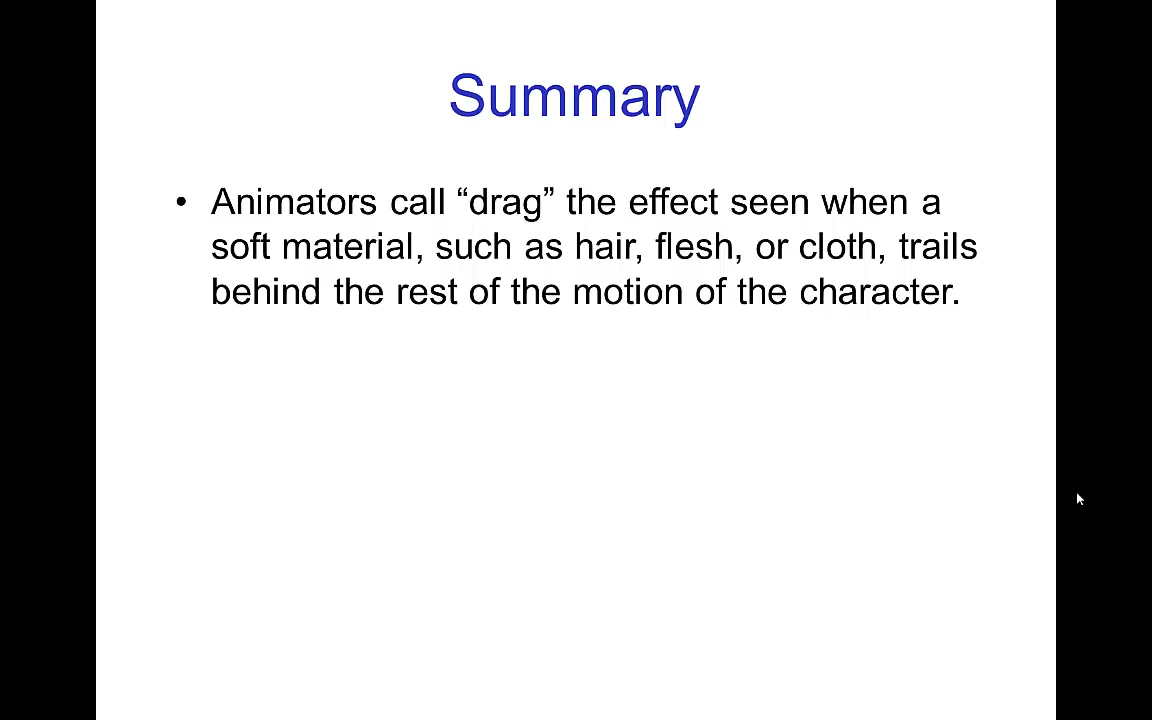 Summary
• Animators call “drag” the effect seen when a
soft material, such as hair, flesh, or cloth, trails
behind the rest of the motion of the character.